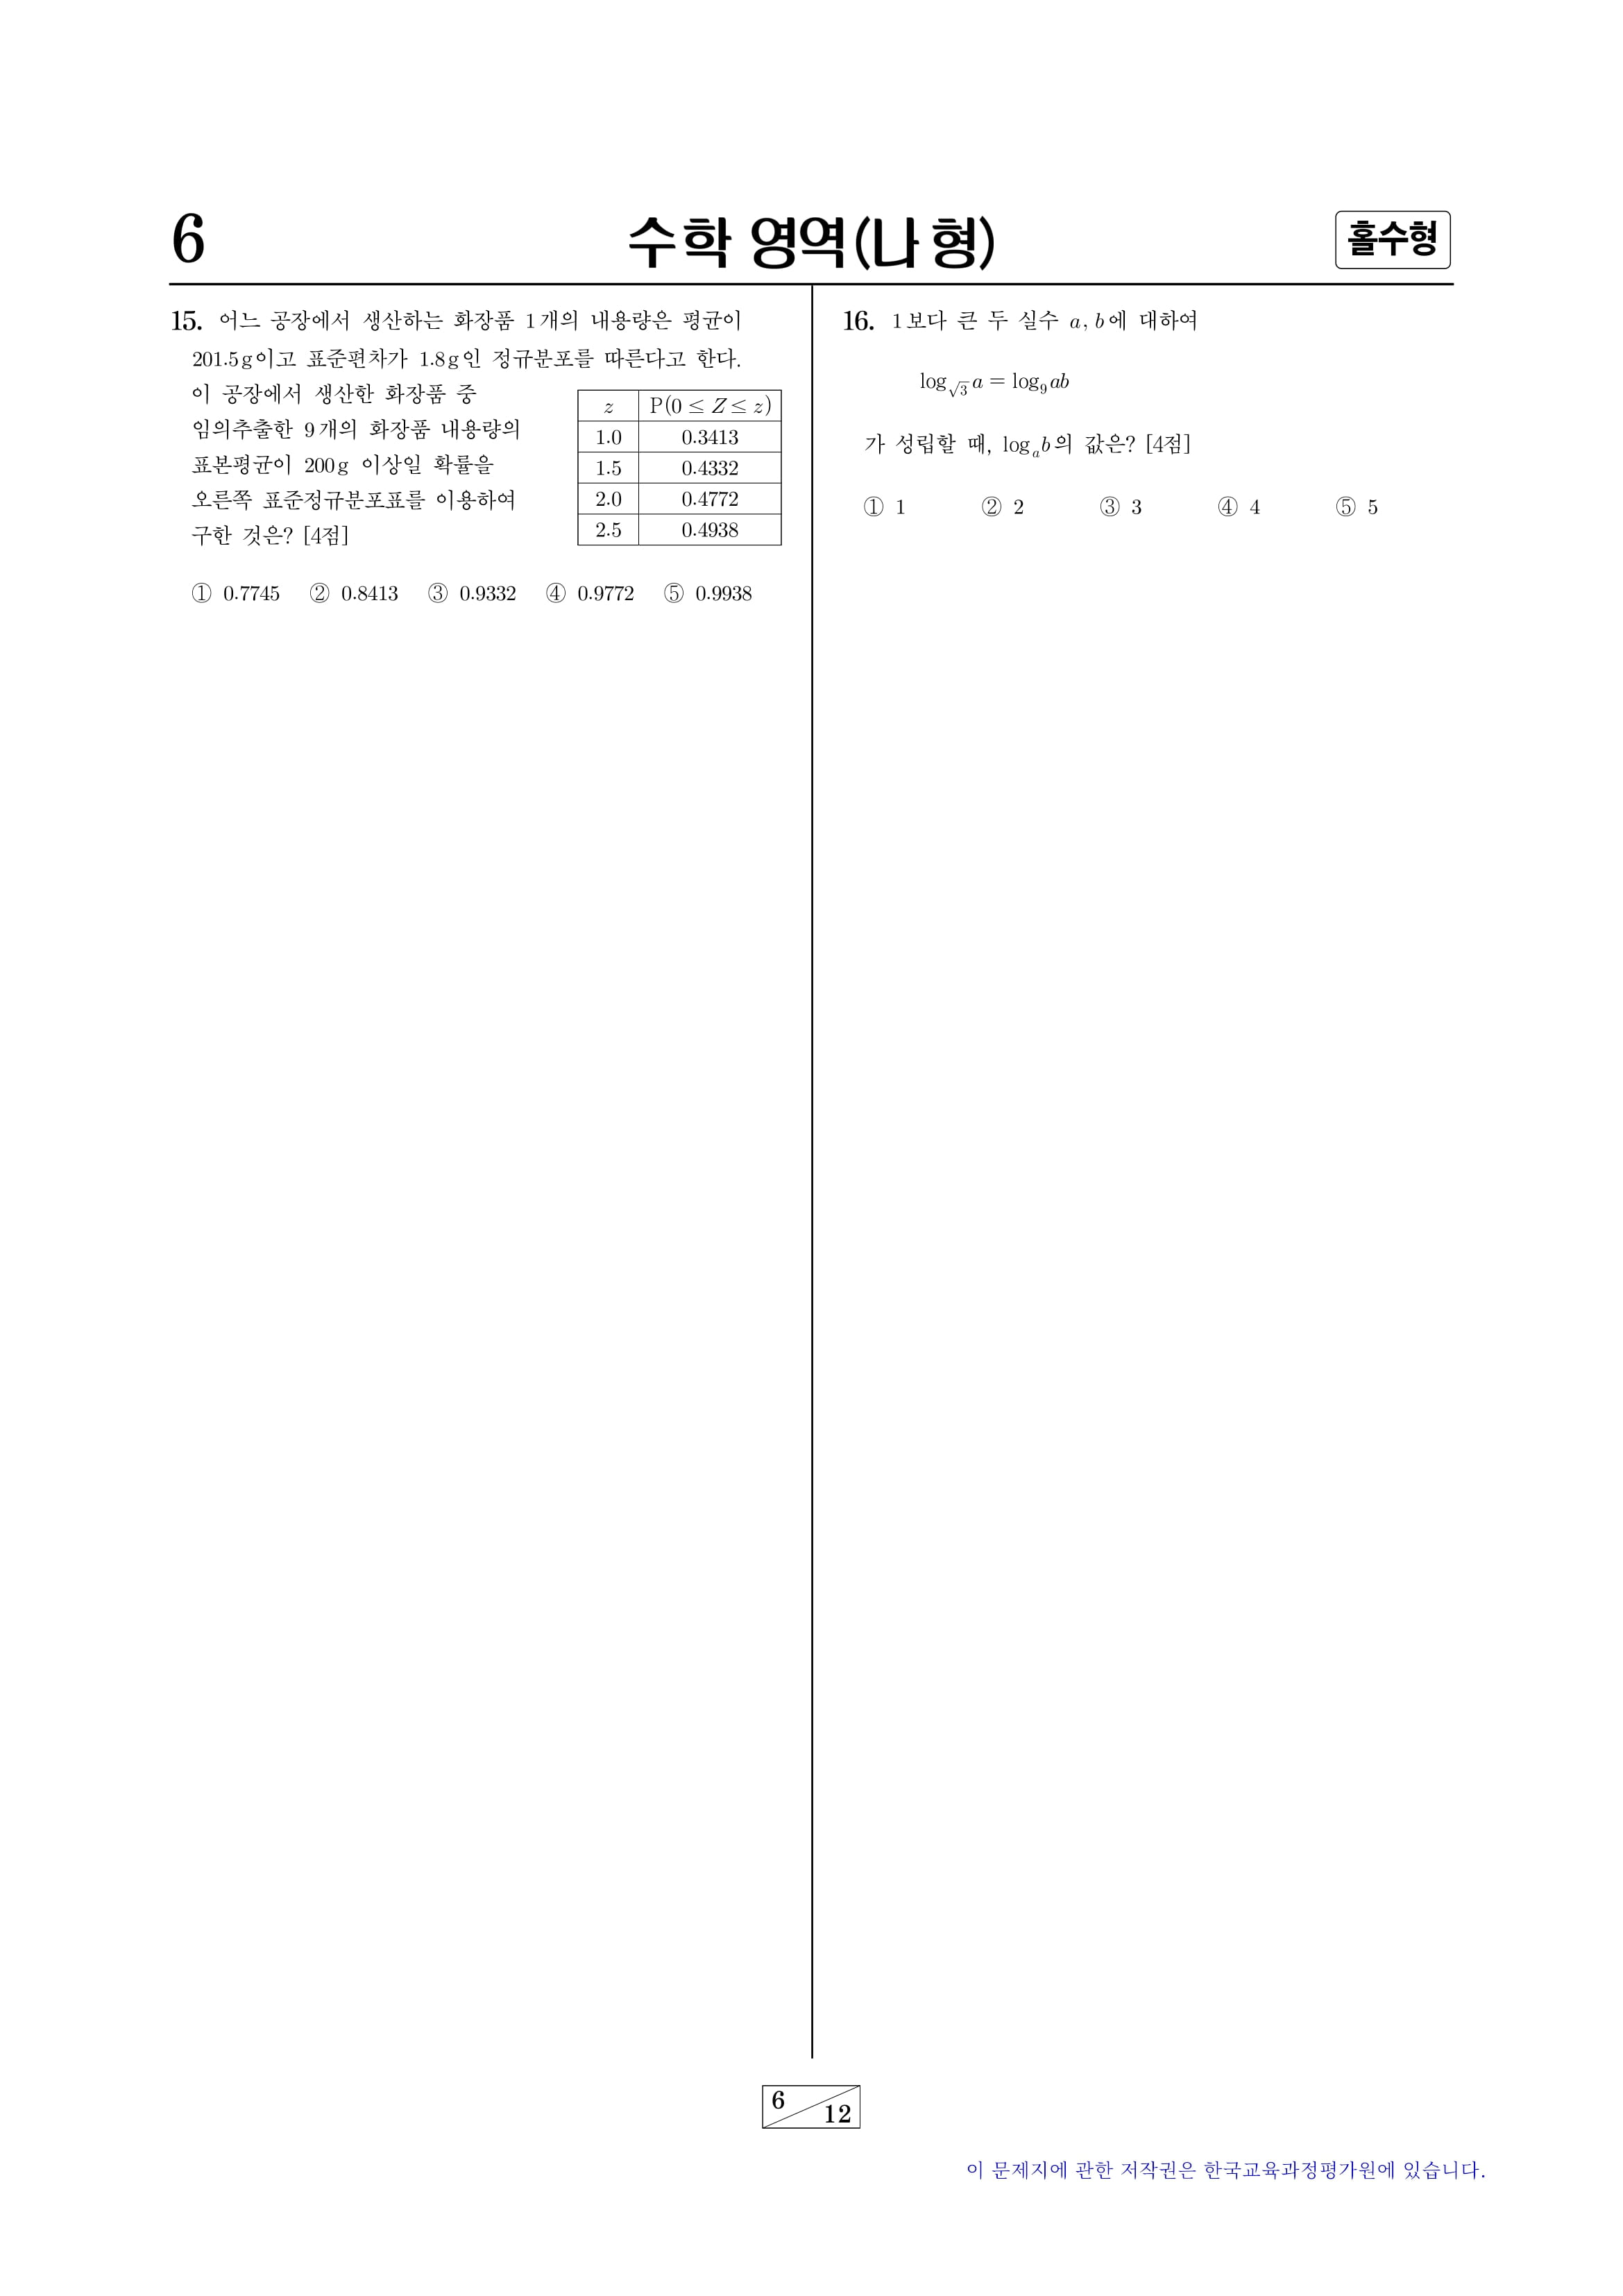 6
수학 영역(나 형)
홀수형
15. 어느 공장에서 생산하는 화장품 1개의 내용량은 평균이
201.5g이고 표준편차가 1.8g인 정규분포를 따른다고 한다.
이 공장에서 생산한 화장품 중
임의추출한 9개의 화장품 내용량의
표본평균이 200g 이상일 확률을
오른쪽 표준정규분포표를 이용하여
구한 것은? [4점]
z P(0 ≤ Z ≤ z)
1.0 0.3413
1.5 0.4332
2.0 0.4772
2.5 0.4938
① 0.7745 ② 0.8413 ③ 0.9332 ④ 0.9772 ⑤ 0.9938
16. 1보다 큰 두 실수 a, b에 대하여
log_√3 a = log_9 ab
가 성립할 때, log_a b의 값은? [4점]
① 1 ② 2 ③ 3 ④ 4 ⑤ 5
6
12
이 문제지에 관한 저작권은 한국교육과정평가원에 있습니다.